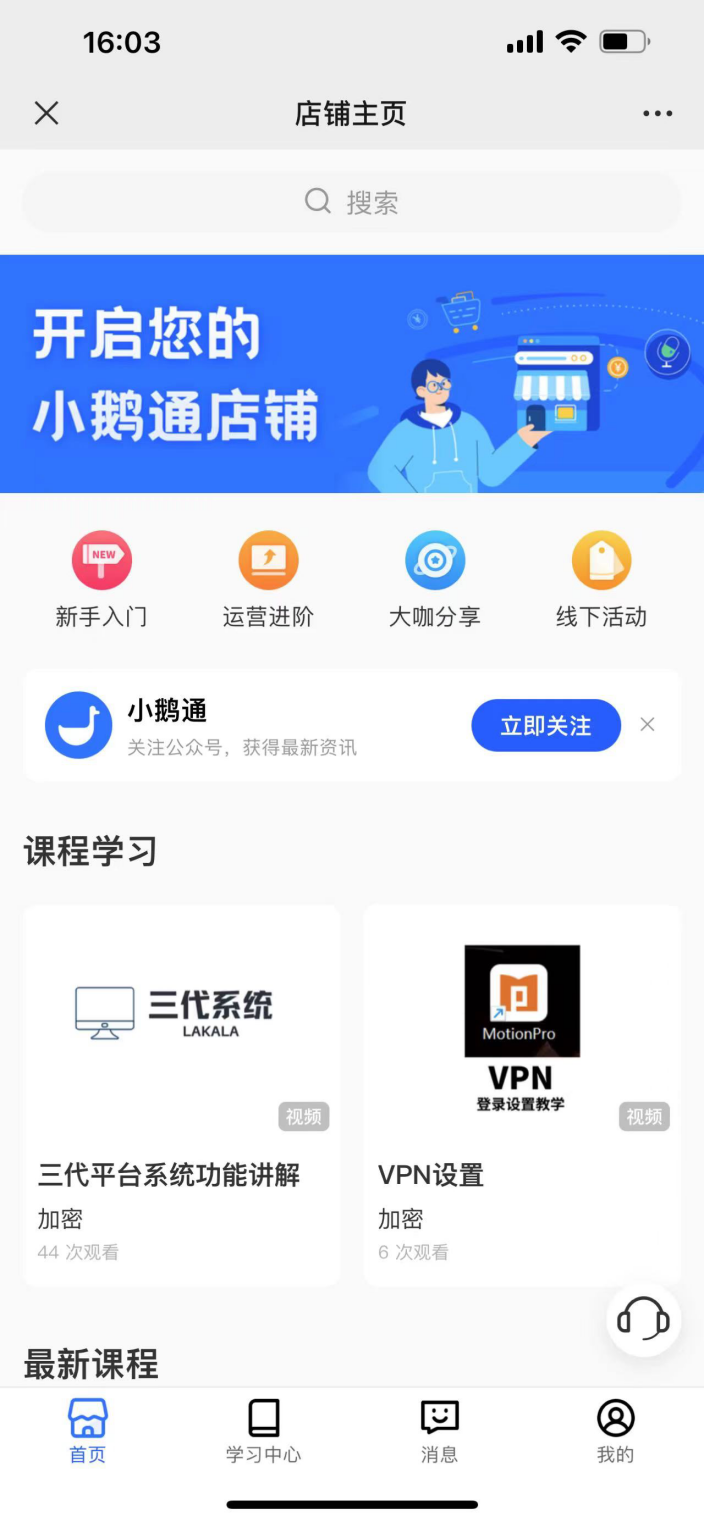 16:03
店铺主页
搜索
开启您的
小鹅通店铺
NEW
新手入门
运营进阶
大咖分享
线下活动
小鹅通
关注公众号，获得最新资讯
立即关注
课程学习
三代系统
LAKALA
视频
三代平台系统功能讲解
加密
44 次观看
MotionPro
VPN
登录设置教学
视频
VPN设置
加密
6 次观看
最新课程
首页
学习中心
消息
我的